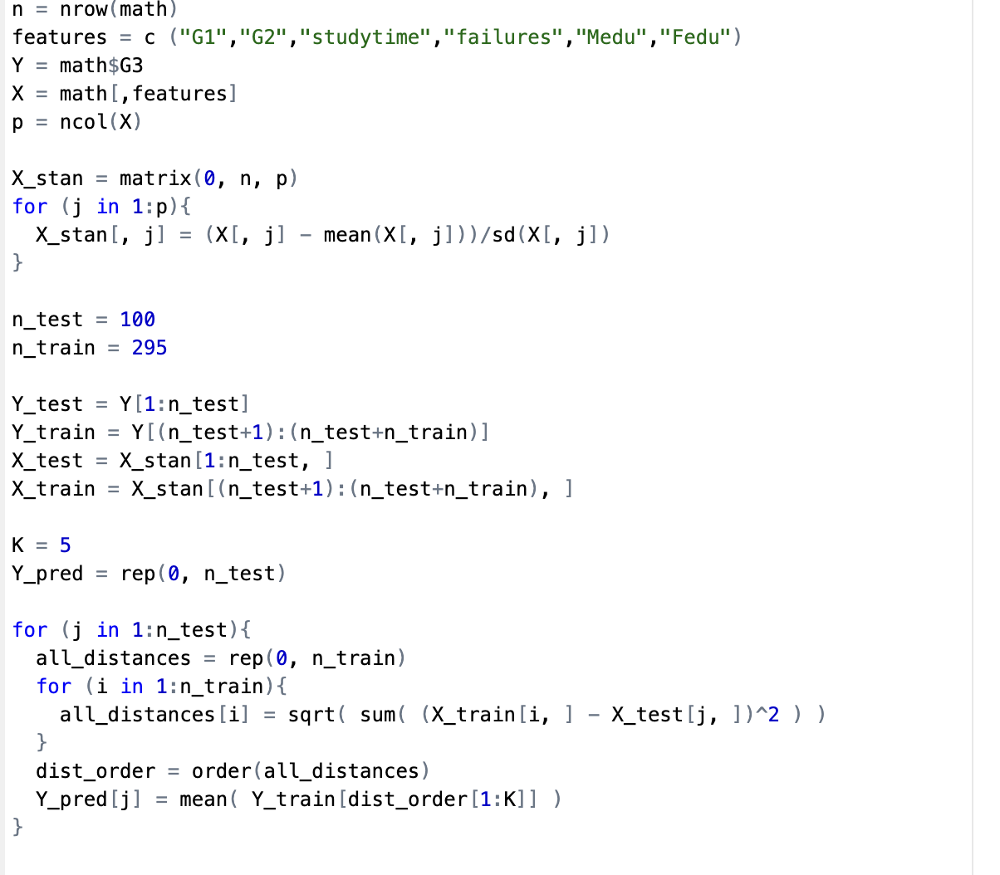 n = nrow(math)
features = c ("G1","G2","studytime","failures","Medu","Fedu")
Y = math$G3
X = math[,features]
p = ncol(X)

X_stan = matrix(0, n, p)
for (j in 1:p){
  X_stan[, j] = (X[, j] - mean(X[, j]))/sd(X[, j])
}

n_test = 100
n_train = 295

Y_test = Y[1:n_test]
Y_train = Y[(n_test+1):(n_test+n_train)]
X_test = X_stan[1:n_test, ]
X_train = X_stan[(n_test+1):(n_test+n_train), ]

K = 5
Y_pred = rep(0, n_test)

for (j in 1:n_test){
  all_distances = rep(0, n_train)
  for (i in 1:n_train){
    all_distances[i] = sqrt( sum( (X_train[i, ] - X_test[j, ])^2 ) )
  }
  dist_order = order(all_distances)
  Y_pred[j] = mean( Y_train[dist_order[1:K]] )
}